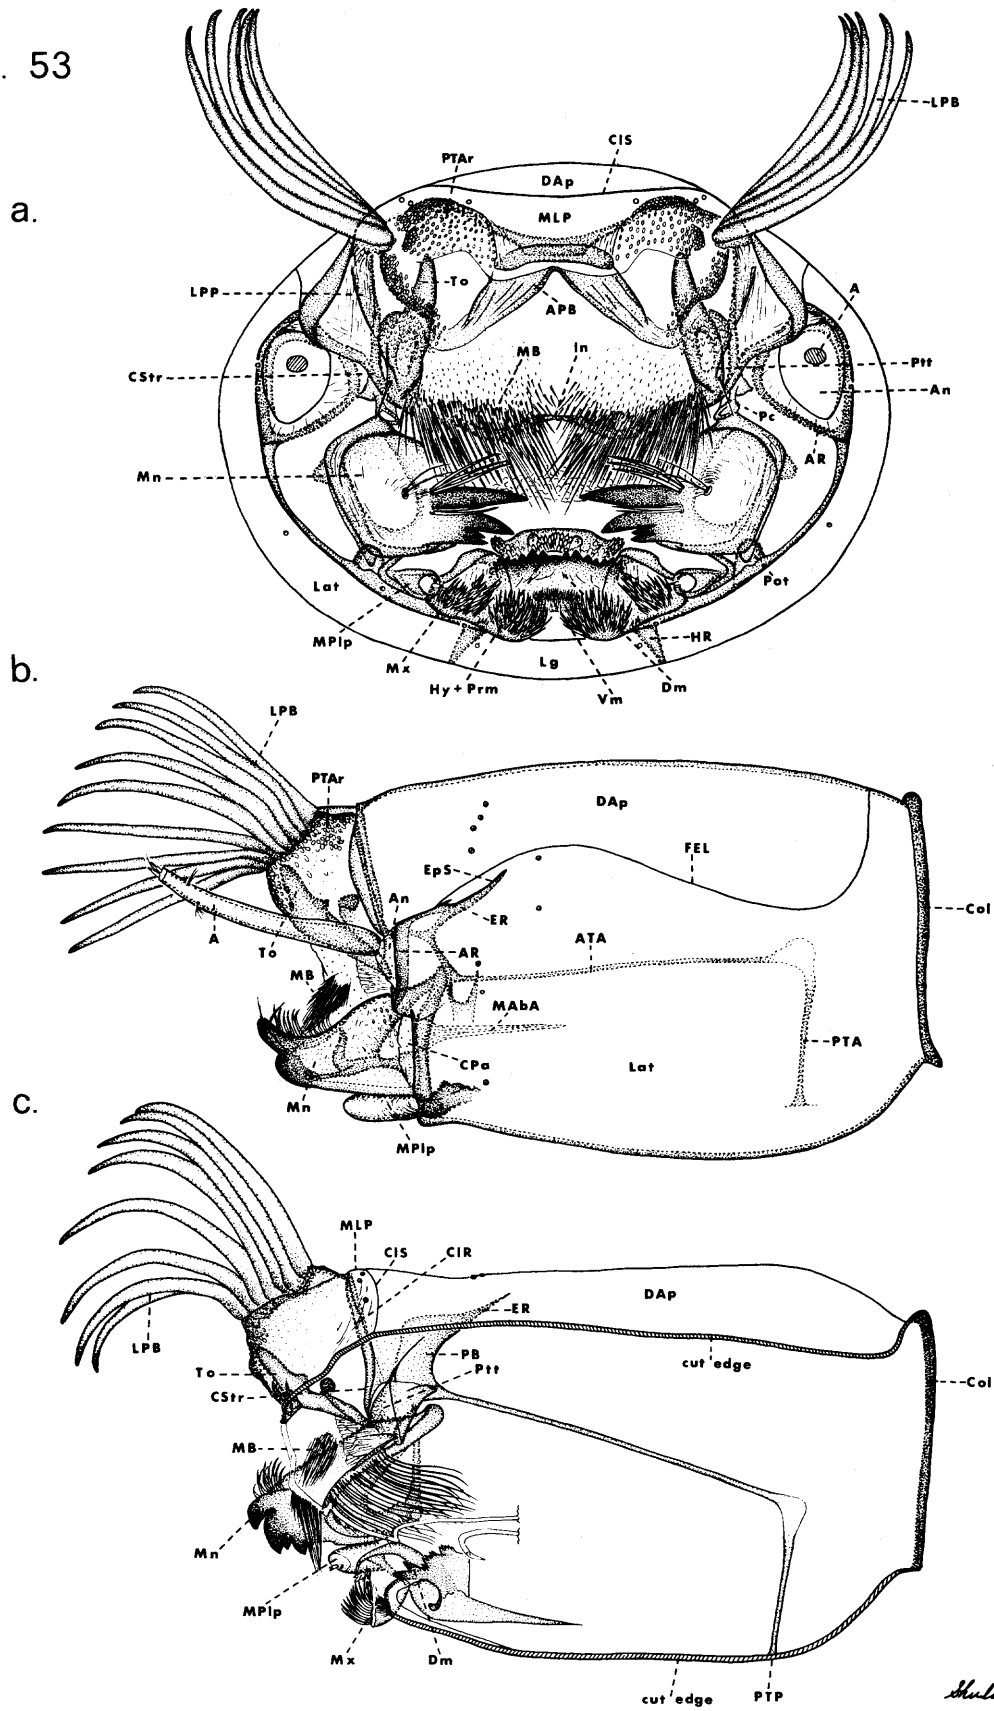 . 53
a.
LPB
ClS
PTAr
DAp
MLP
LPP
To
A
APB
MB
In
CStr
Ptt
An
Pc
AR
Mn
Lat
Pot
MPlp
HR
Mx
Lg
Hy+Prm
Vm
Dm
b.
LPB
PTAr
DAp
FEL
EpS
An
ER
Col
A
To
AR
ATA
MB
MAbA
PTA
CPa
Lat
Mn
MPlp
c.
MLP
ClS
ClR
DAp
ER
LPB
PB
cut edge
To
Ptt
CStr
Col
MB
Mn
MPlp
Mx
Dm
cut edge
PTP